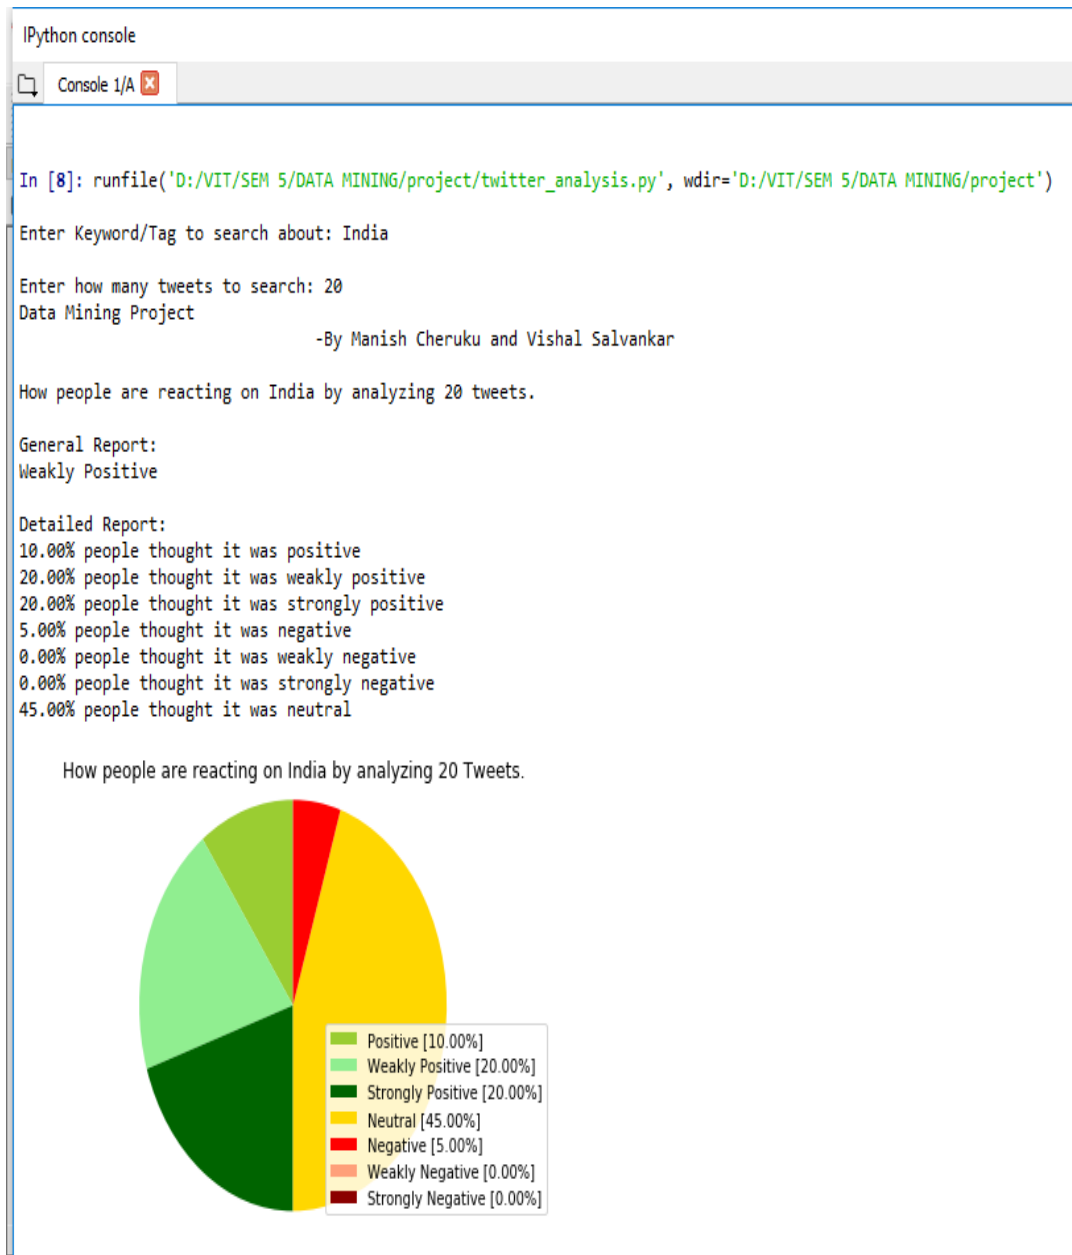 IPython console
Console 1/A
In [8]: runfile('D:/VIT/SEM 5/DATA MINING/project/twitter_analysis.py', wdir='D:/VIT/SEM 5/DATA MINING/project')
Enter Keyword/Tag to search about: India
Enter how many tweets to search: 20
Data Mining Project
-By Manish Cheruku and Vishal Salvankar
How people are reacting on India by analyzing 20 tweets.
General Report:
Weakly Positive
Detailed Report:
10.00% people thought it was positive
20.00% people thought it was weakly positive
20.00% people thought it was strongly positive
5.00% people thought it was negative
0.00% people thought it was weakly negative
0.00% people thought it was strongly negative
45.00% people thought it was neutral
How people are reacting on India by analyzing 20 Tweets.
Positive [10.00%]
Weakly Positive [20.00%]
Strongly Positive [20.00%]
Neutral [45.00%]
Negative [5.00%]
Weakly Negative [0.00%]
Strongly Negative [0.00%]